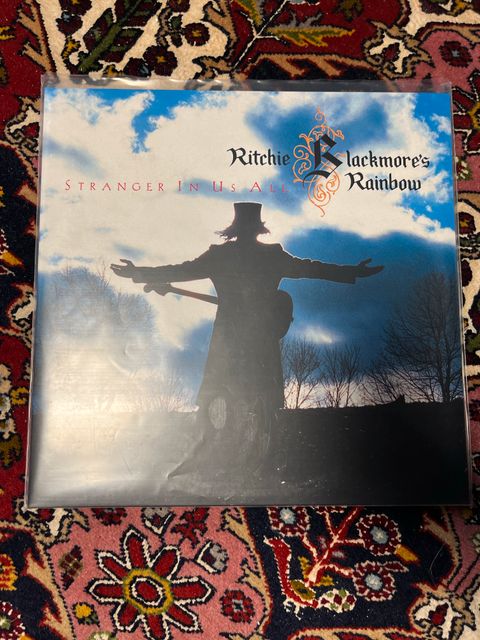 Ritchie Blackmore's
Rainbow
STRANGER IN US ALL